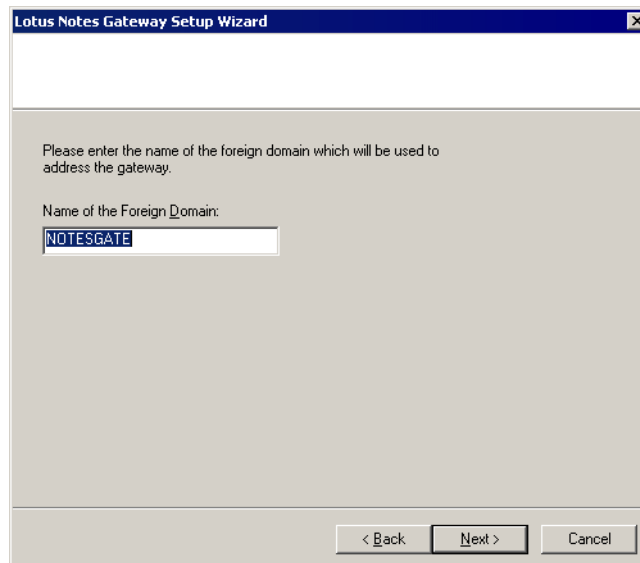 Lotus Notes Gateway Setup Wizard
Please enter the name of the foreign domain which will be used to
address the gateway.
Name of the Foreign Domain:
NOTESGATE
< Back
Next >
Cancel